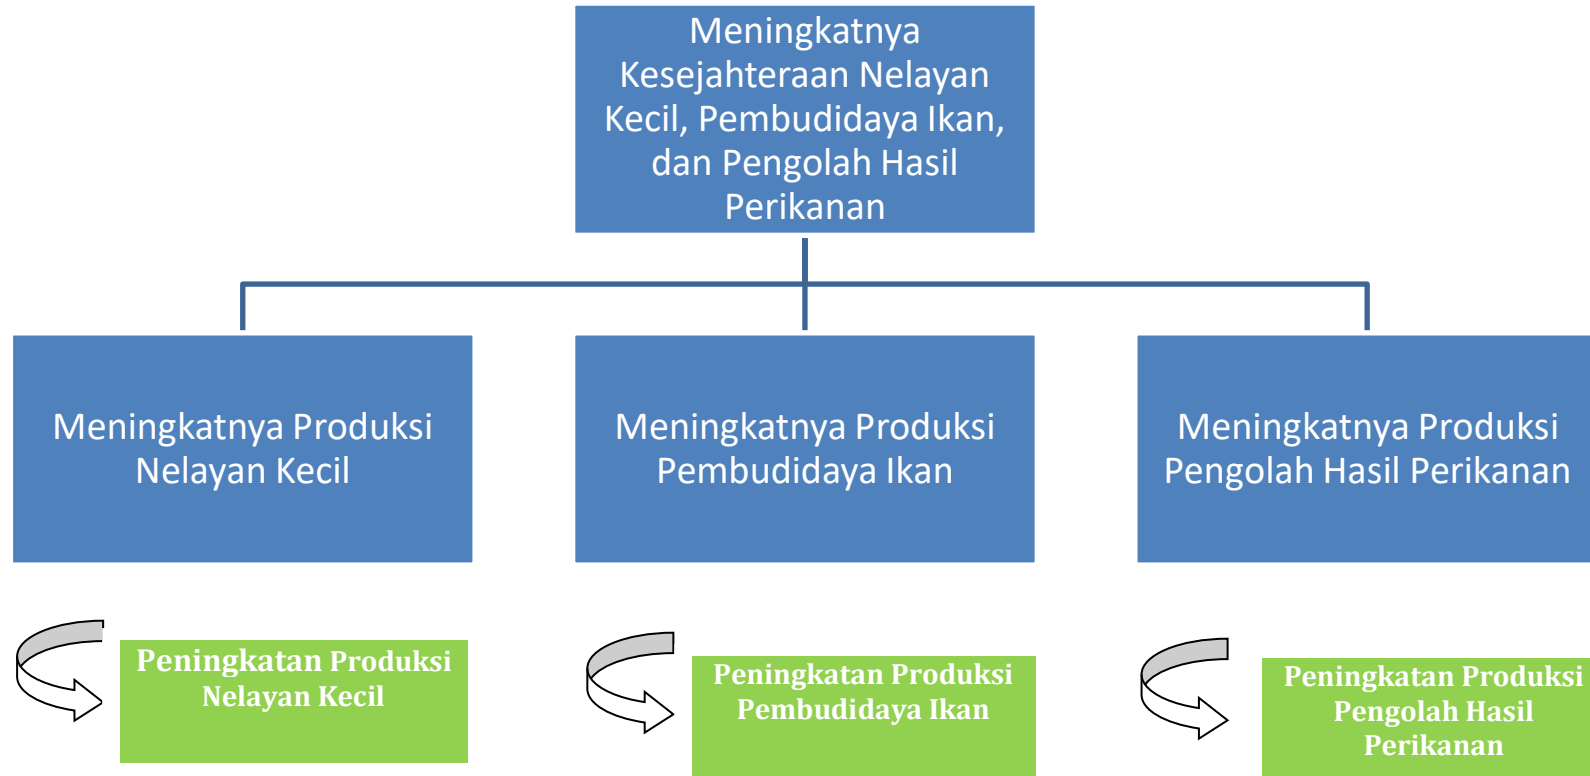 Meningkatnya
Kesejahteraan Nelayan
Kecil, Pembudidaya Ikan,
dan Pengolah Hasil
Perikanan
Meningkatnya Produksi
Nelayan Kecil
Meningkatnya Produksi
Pembudidaya Ikan
Meningkatnya Produksi
Pengolah Hasil Perikanan
Peningkatan Produksi
Nelayan Kecil
Peningkatan Produksi
Pembudidaya Ikan
Peningkatan Produksi
Pengolah Hasil
Perikanan